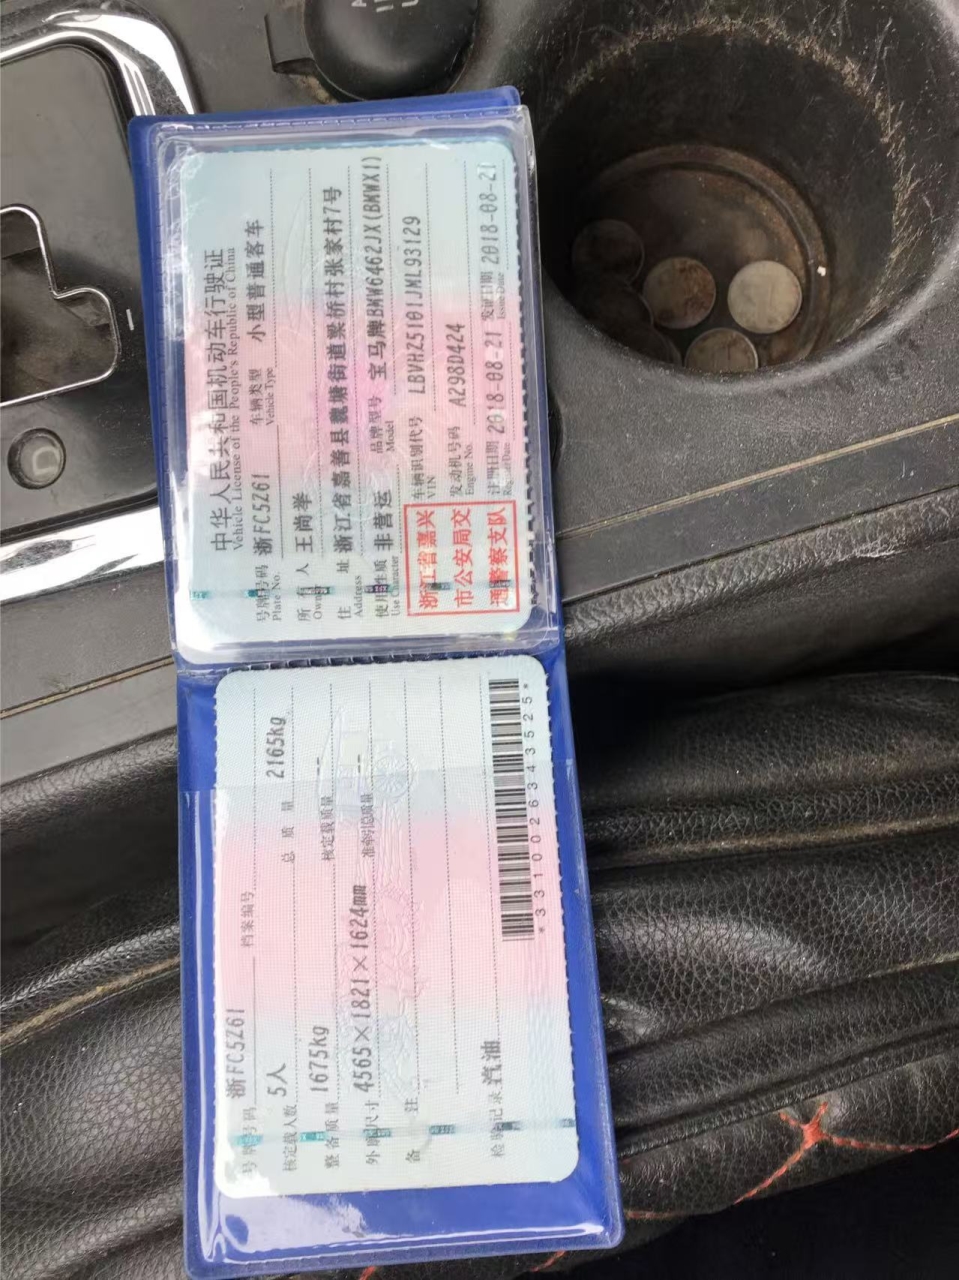 中华人民共和国机动车行驶证
Vehicle License of the People's Republic of China
号牌号码 浙FC5Z61 车辆类型 小型普通客车
Plate No. Vehicle Type
所有人 王尚举
Owner
住址 浙江省嘉善县魏塘街道梁桥村张家村7号
Address
使用性质 非营运 品牌型号 宝马牌BMW6462JX(BMWX1)
Use Character Model
浙江省嘉兴
市公安局交
通警察支队
车辆识别代号 LBVHZ5101JML93129
VIN
发动机号码 A298D424
Engine No.
注册日期 2018-08-21 发证日期 2018-08-21
Register Date Issue Date
号牌号码 浙FC5Z61 档案编号
核定载人数 5人 总质量 2165kg
整备质量 1675kg 核定载质量 --
外廓尺寸 4565×1821×1624mm 准牵引总质量 --
备注
检验记录 汽油
*3310026343525*